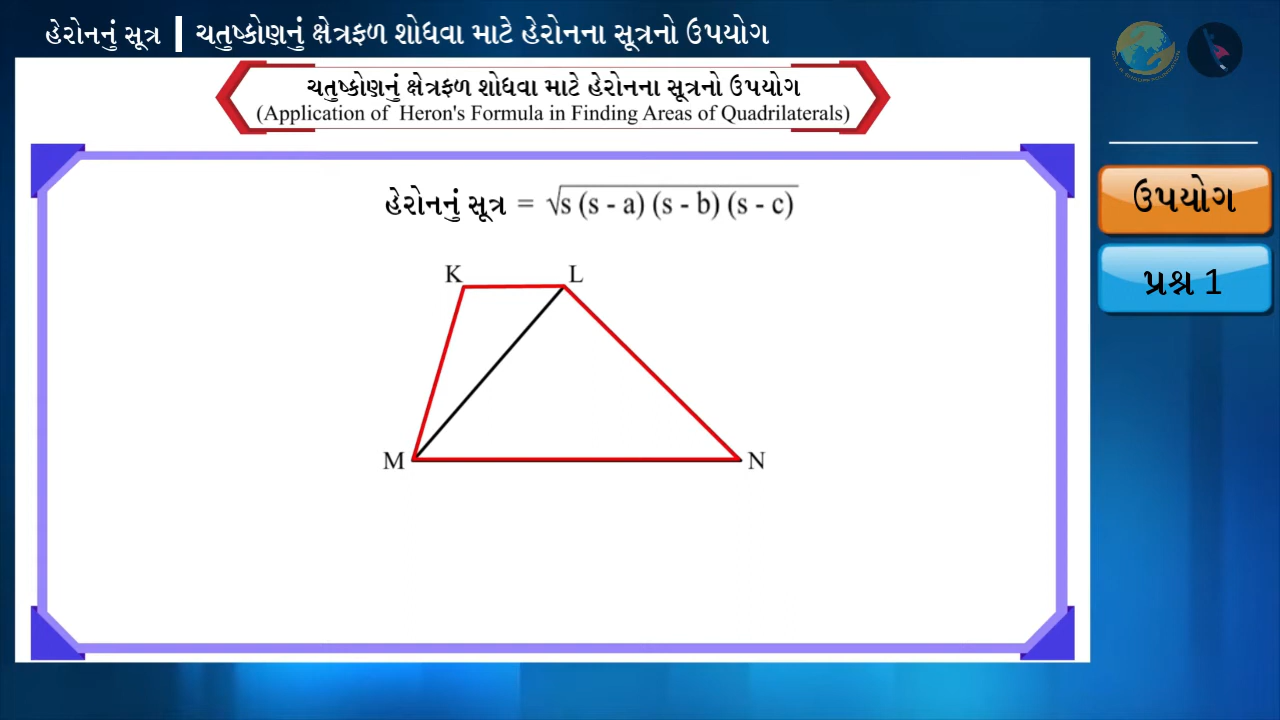 હેરોનનું સૂત્ર | ચતુષ્કોણનું ક્ષેત્રફળ શોધવા માટે હેરોનના સૂત્રનો ઉપયોગ
ચતુષ્કોણનું ક્ષેત્રફળ શોધવા માટે હેરોનના સૂત્રનો ઉપયોગ
(Application of Heron's Formula in Finding Areas of Quadrilaterals)
હેરોનનું સૂત્ર = √s (s - a) (s - b) (s - c)
K L
M N
ઉપયોગ
પ્રશ્ન 1